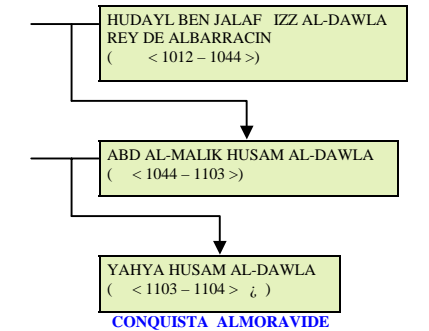 HUDAYL BEN JALAF IZZ AL-DAWLA
REY DE ALBARRACIN
( < 1012 – 1044 >)
ABD AL-MALIK HUSAM AL-DAWLA
( < 1044 – 1103 >)
YAHYA HUSAM AL-DAWLA
( < 1103 – 1104 > ¿ )
CONQUISTA ALMORAVIDE